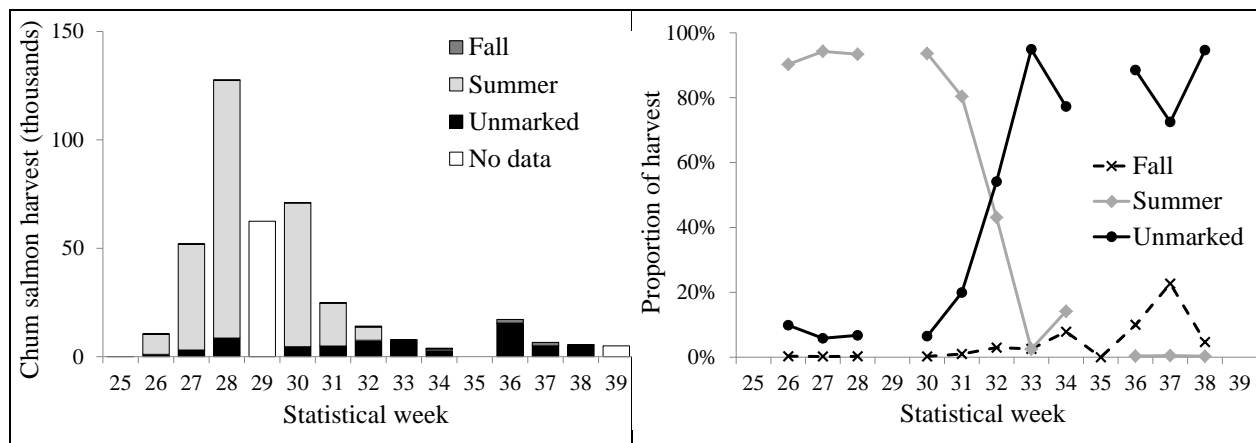 Chum salmon harvest (thousands)
150
100
50
0
Fall
Summer
Unmarked
No data
25 26 27 28 29 30 31 32 33 34 35 36 37 38 39
Statistical week
Proportion of harvest
100%
80%
60%
40%
20%
0%
Fall
Summer
Unmarked
25 26 27 28 29 30 31 32 33 34 35 36 37 38 39
Statistical week